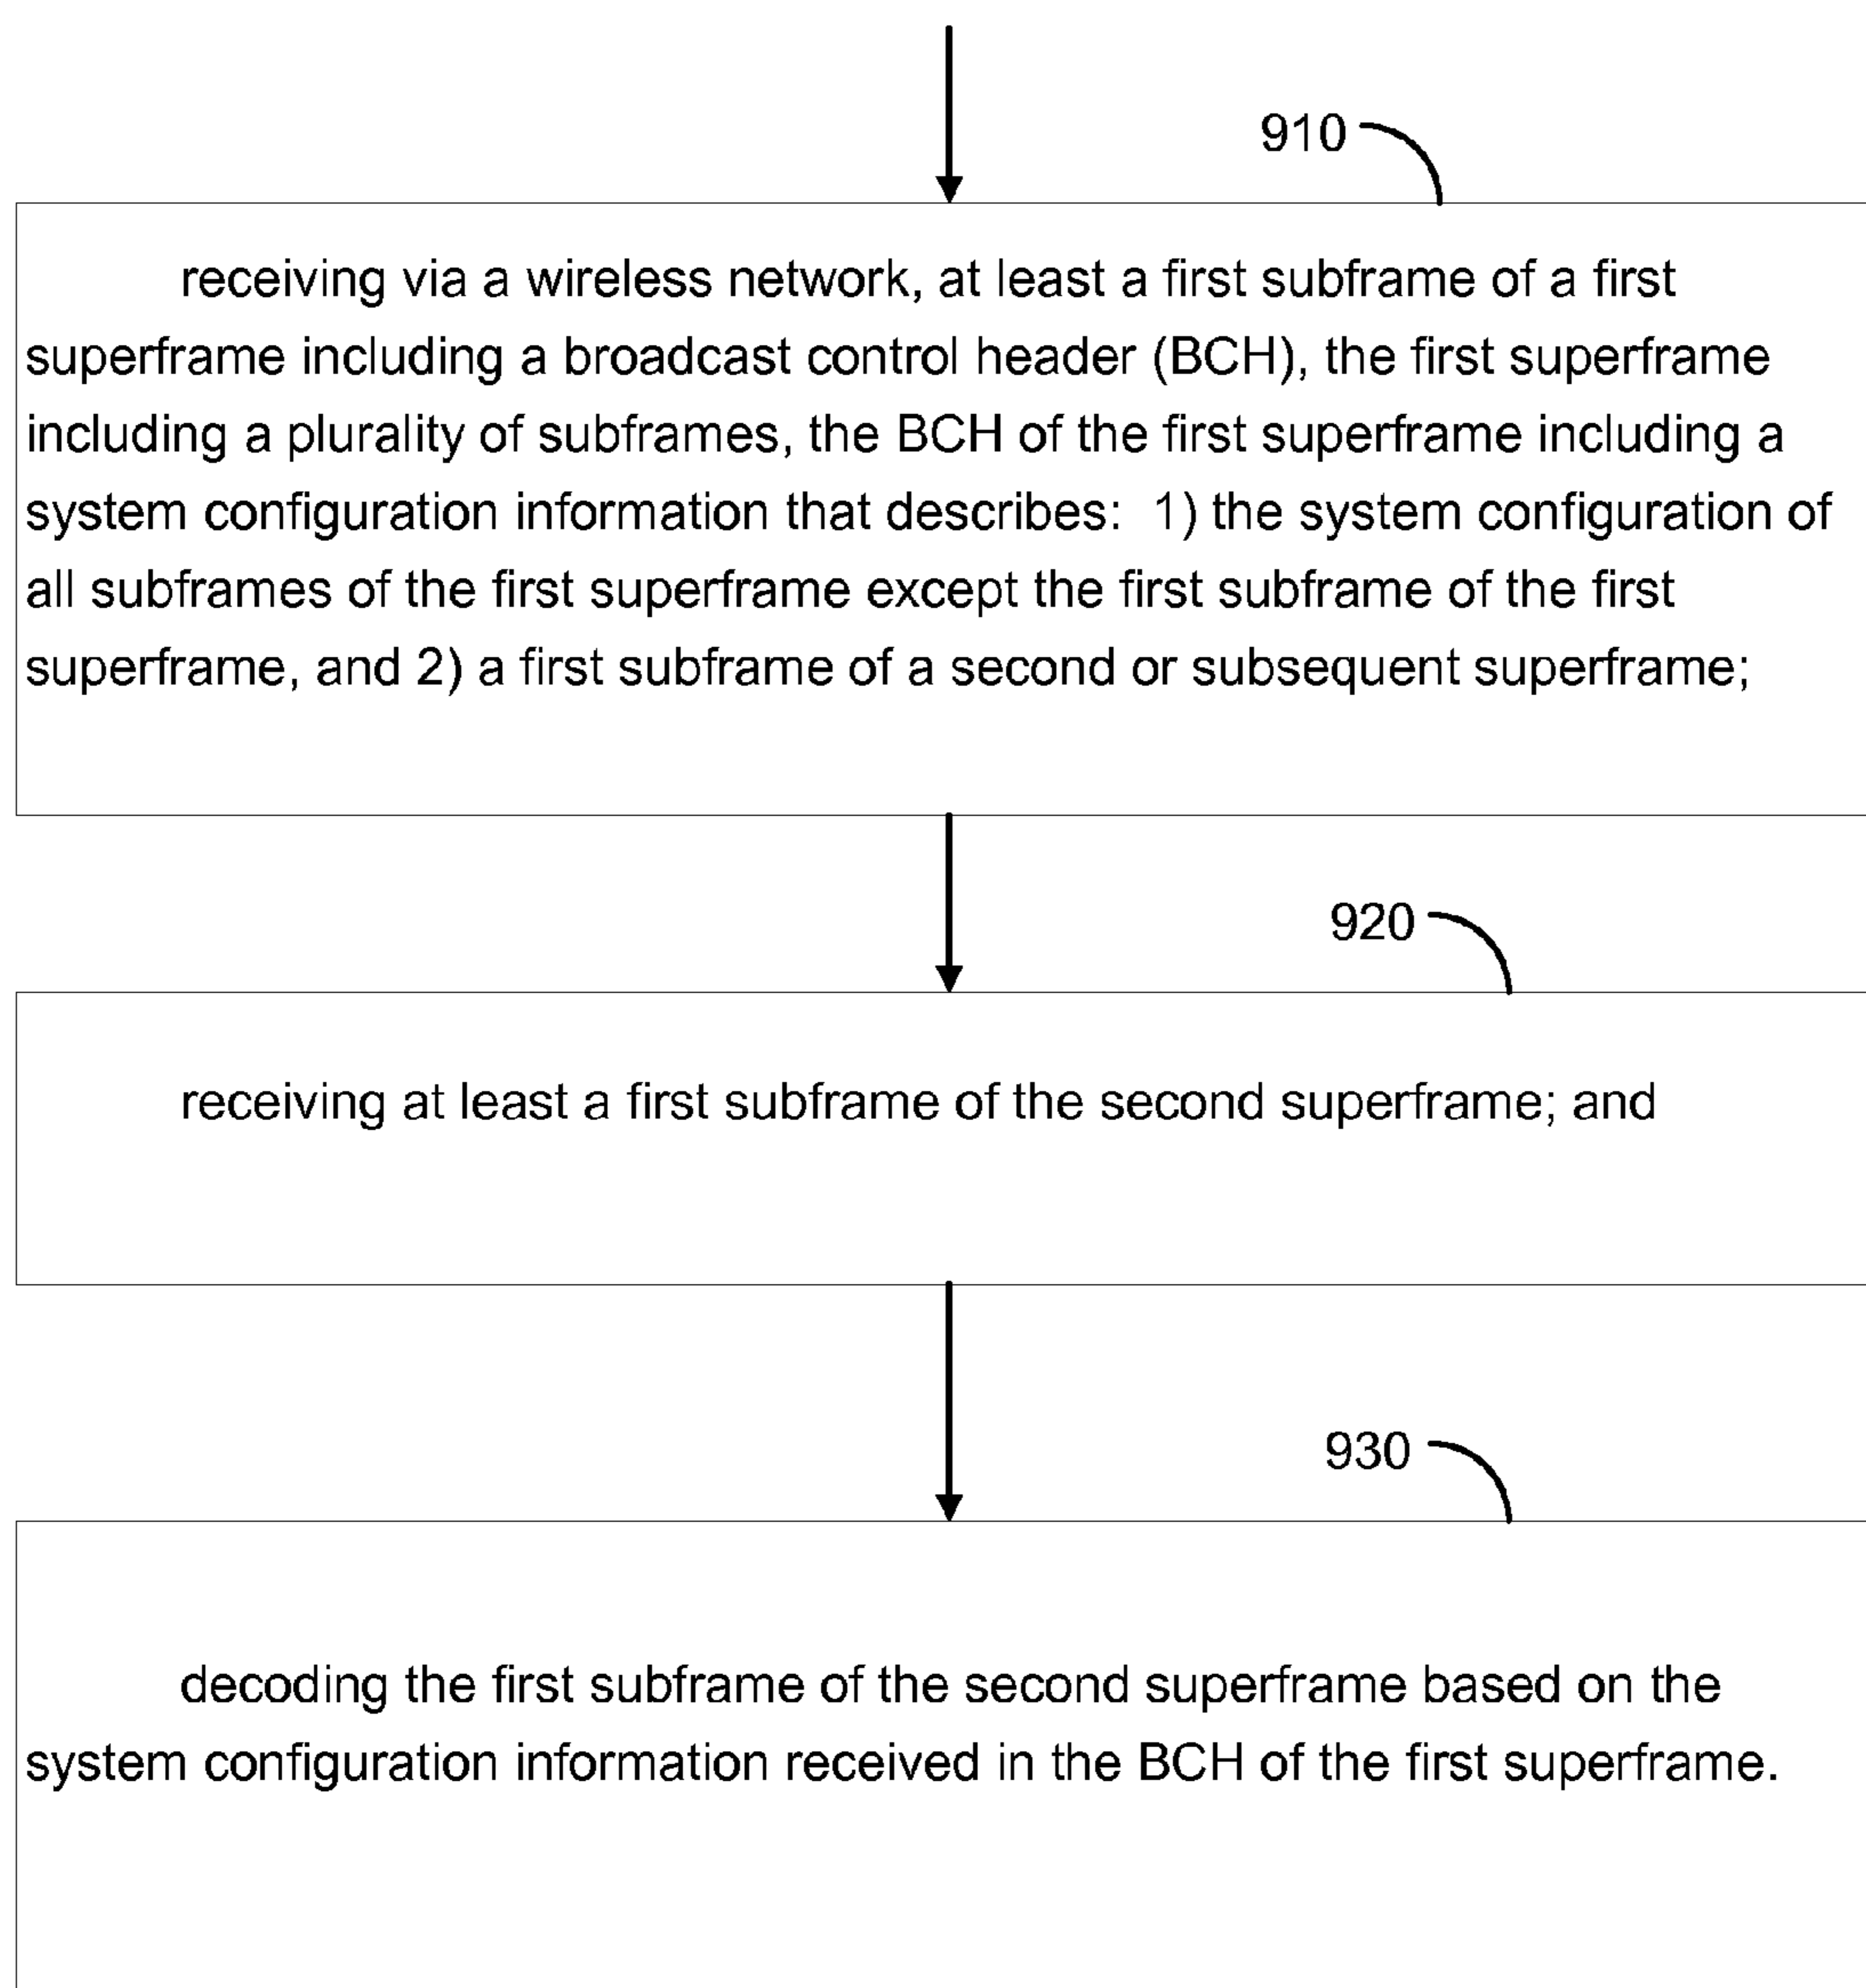 910
receiving via a wireless network, at least a first subframe of a first
superframe including a broadcast control header (BCH), the first superframe
including a plurality of subframes, the BCH of the first superframe including a
system configuration information that describes:  1) the system configuration of
all subframes of the first superframe except the first subframe of the first
superframe, and 2) a first subframe of a second or subsequent superframe;
920
receiving at least a first subframe of the second superframe; and
930
decoding the first subframe of the second superframe based on the
system configuration information received in the BCH of the first superframe.